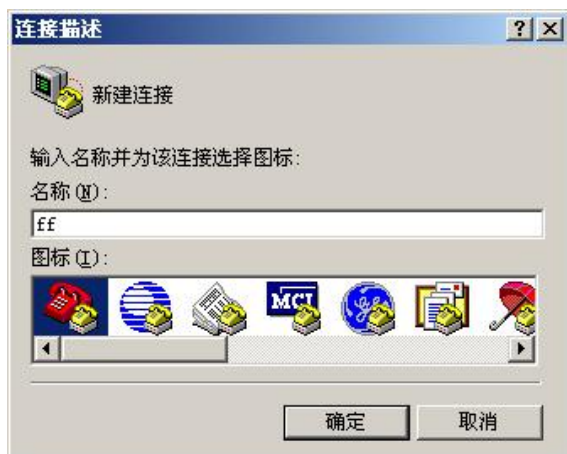 连接描述
新建连接
输入名称并为该连接选择图标:
名称(N):
ff
图标(I):
MCI
确定 取消